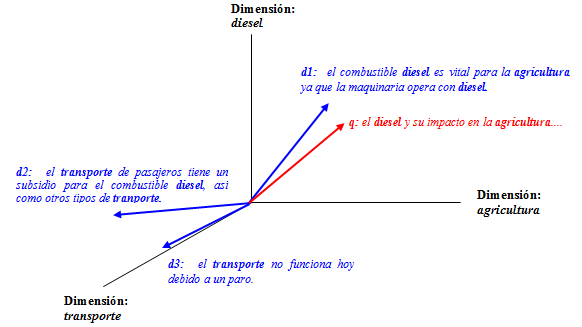 Dimensión:
diesel
d1: el combustible diesel es vital para la agricultura
ya que la maquinaria opera con diesel.
q: el diesel y su impacto en la agricultura....
d2: el transporte de pasajeros tiene un
subsidio para el combustible diesel, asi
como otros tipos de tranporte.
Dimensión:
agricultura
d3: el transporte no funciona hoy
debido a un paro.
Dimensión:
transporte